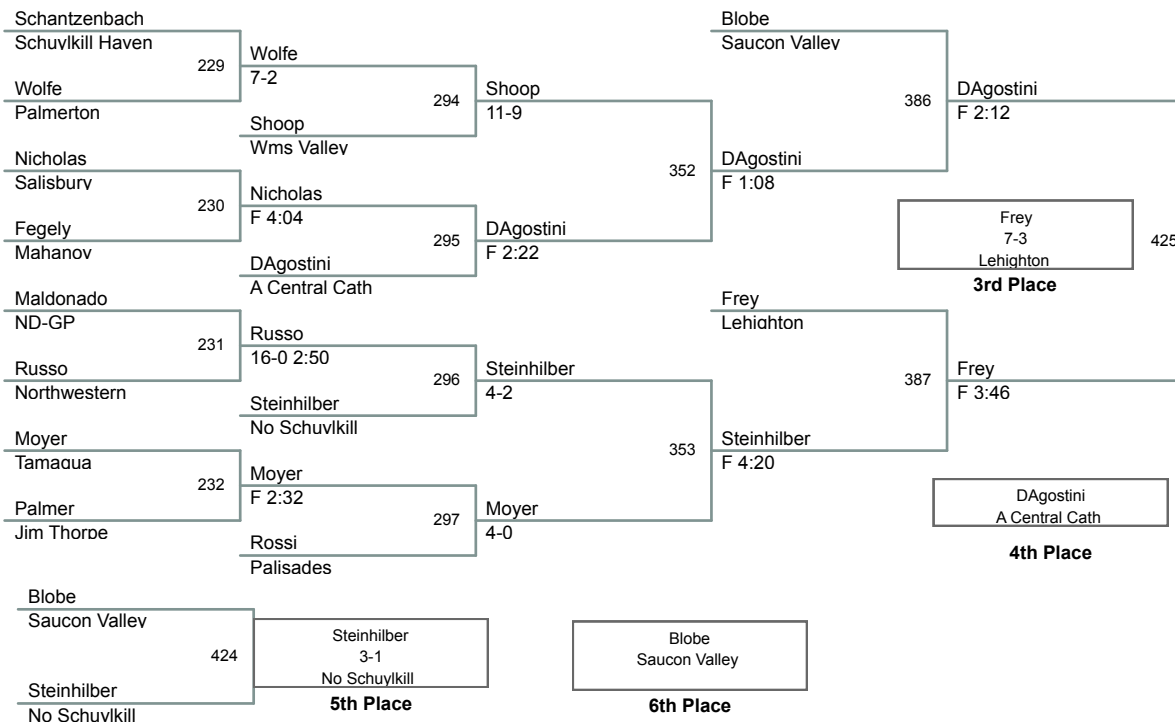 Schantzenbach
Schuylkill Haven
229
Wolfe
Palmerton
Nicholas
Salisbury
230
Fegely
Mahanoy
Maldonado
ND-GP
231
Russo
Northwestern
Moyer
Tamaqua
232
Palmer
Jim Thorpe
Wolfe
7-2
294
Shoop
Wms Valley
Nicholas
F 4:04
295
DAgostini
A Central Cath
Russo
16-0 2:50
296
Steinhilber
No Schuylkill
Moyer
F 2:32
297
Rossi
Palisades
Shoop
11-9
352
DAgostini
F 2:22
Steinhilber
4-2
353
Moyer
4-0
Blobe
Saucon Valley
386
DAgostini
F 1:08
Frey
Lehighton
387
Steinhilber
F 4:20
DAgostini
F 2:12
Frey
7-3
Lehighton
3rd Place
425
Frey
F 3:46
DAgostini
A Central Cath
4th Place
Blobe
Saucon Valley
424
Steinhilber
No Schuylkill
Steinhilber
3-1
No Schuylkill
5th Place
Blobe
Saucon Valley
6th Place